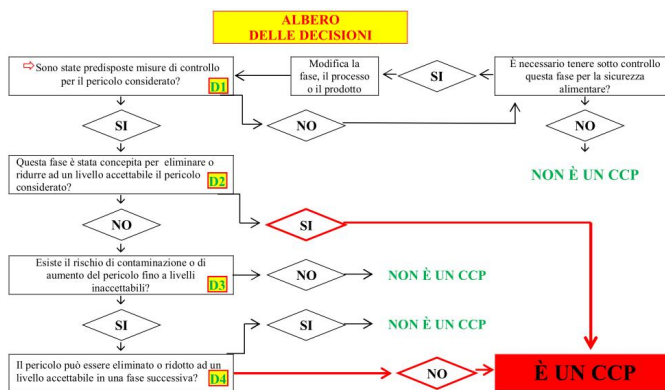 ALBERO
DELLE DECISIONI
⇨Sono state predisposte misure di controllo
per il pericolo considerato?
D1
Modifica la
fase, il processo
o il prodotto
SI
È necessario tenere sotto controllo
questa fase per la sicurezza
alimentare?
SI
NO
NO
NON È UN CCP
Questa fase è stata concepita per eliminare o
ridurre ad un livello accettabile il pericolo
considerato?
D2
NO
SI
Esiste il rischio di contaminazione o di
aumento del pericolo fino a livelli
inaccettabili?
D3
NO
NON È UN CCP
SI
SI
NON È UN CCP
Il pericolo può essere eliminato o ridotto ad un
livello accettabile in una fase successiva?
D4
NO
È UN CCP